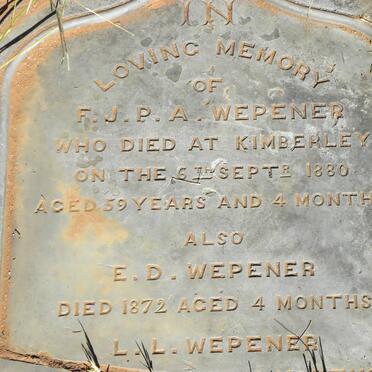 IN
LOVING MEMORY
OF
F.J.P.A. WEPENER
WHO DIED AT KIMBERLEY
ON THE 5TH SEPTR 1880
AGED 59 YEARS AND 4 MONTH
ALSO
E.D. WEPENER
DIED 1872 AGED 4 MONTHS
L.L. WEPENER